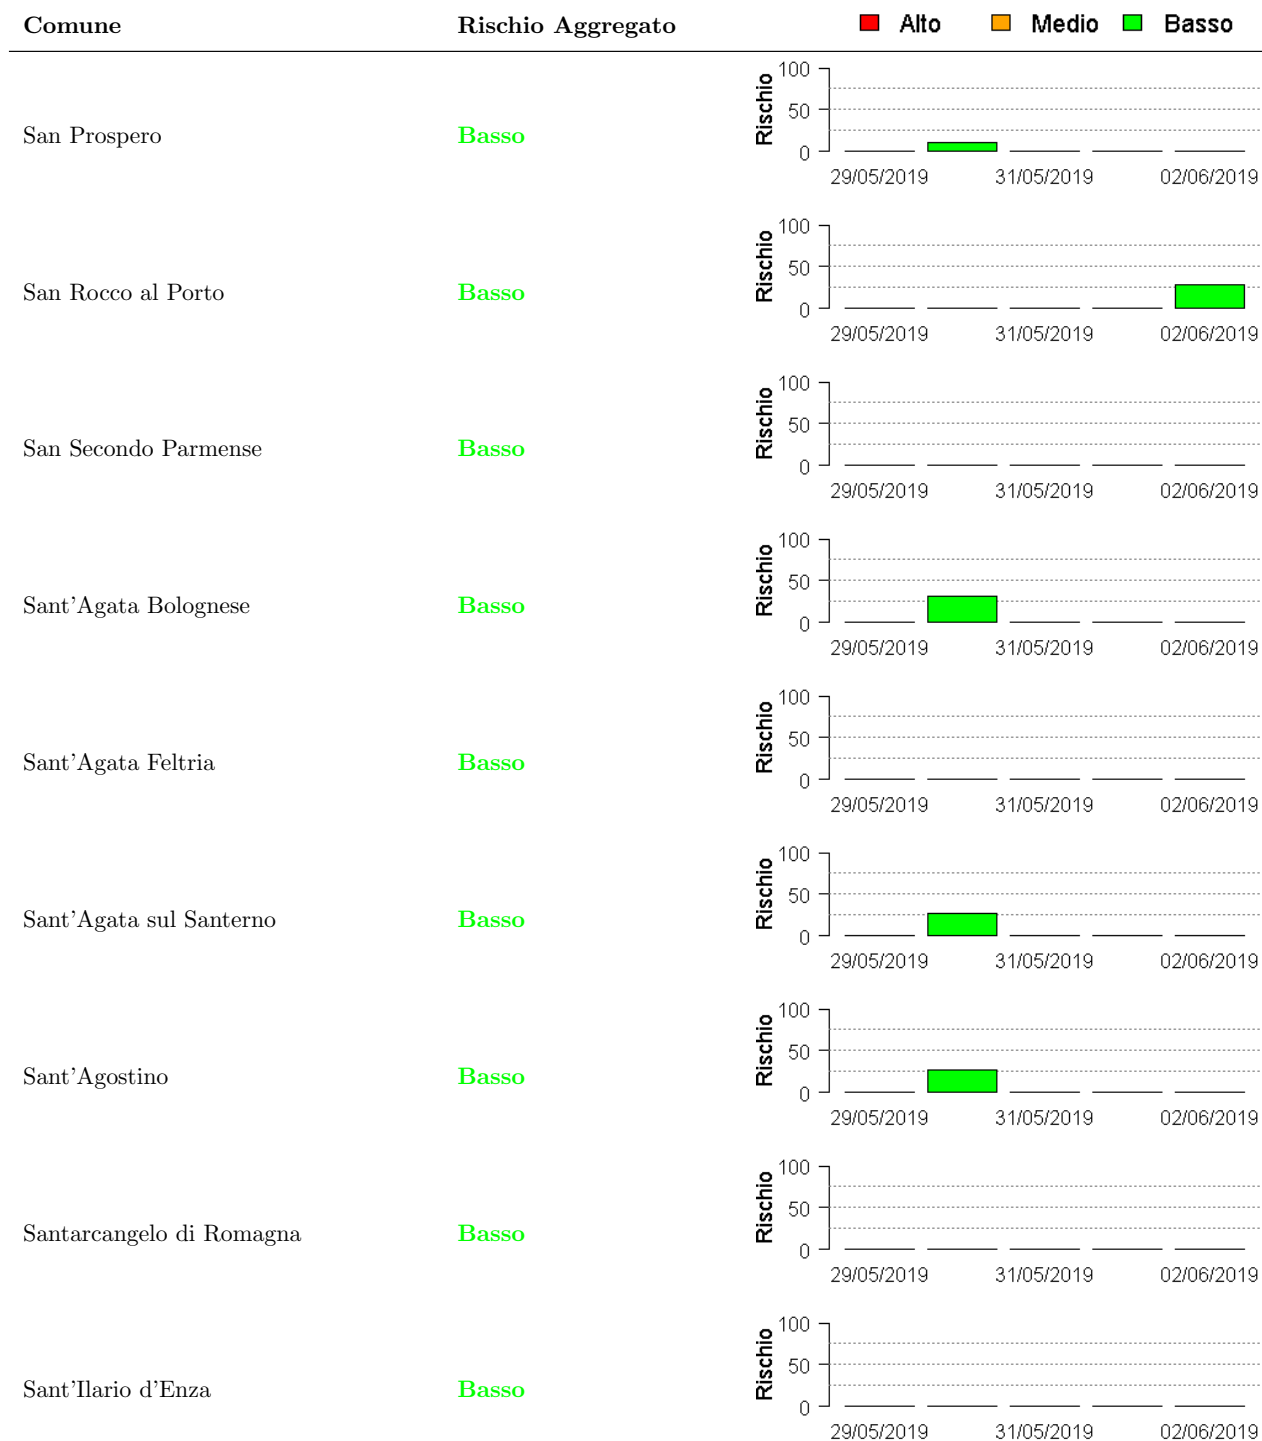 Comune Rischio Aggregato Alto Medio Basso
100
50
0
Rischio
San Prospero Basso
29/05/2019 31/05/2019 02/06/2019
100
50
0
Rischio
San Rocco al Porto Basso
29/05/2019 31/05/2019 02/06/2019
100
50
0
Rischio
San Secondo Parmense Basso
29/05/2019 31/05/2019 02/06/2019
100
50
0
Rischio
Sant'Agata Bolognese Basso
29/05/2019 31/05/2019 02/06/2019
100
50
0
Rischio
Sant'Agata Feltria Basso
29/05/2019 31/05/2019 02/06/2019
100
50
0
Rischio
Sant'Agata sul Santerno Basso
29/05/2019 31/05/2019 02/06/2019
100
50
0
Rischio
Sant'Agostino Basso
29/05/2019 31/05/2019 02/06/2019
100
50
0
Rischio
Santarcangelo di Romagna Basso
29/05/2019 31/05/2019 02/06/2019
100
50
0
Rischio
Sant'Ilario d'Enza Basso
29/05/2019 31/05/2019 02/06/2019